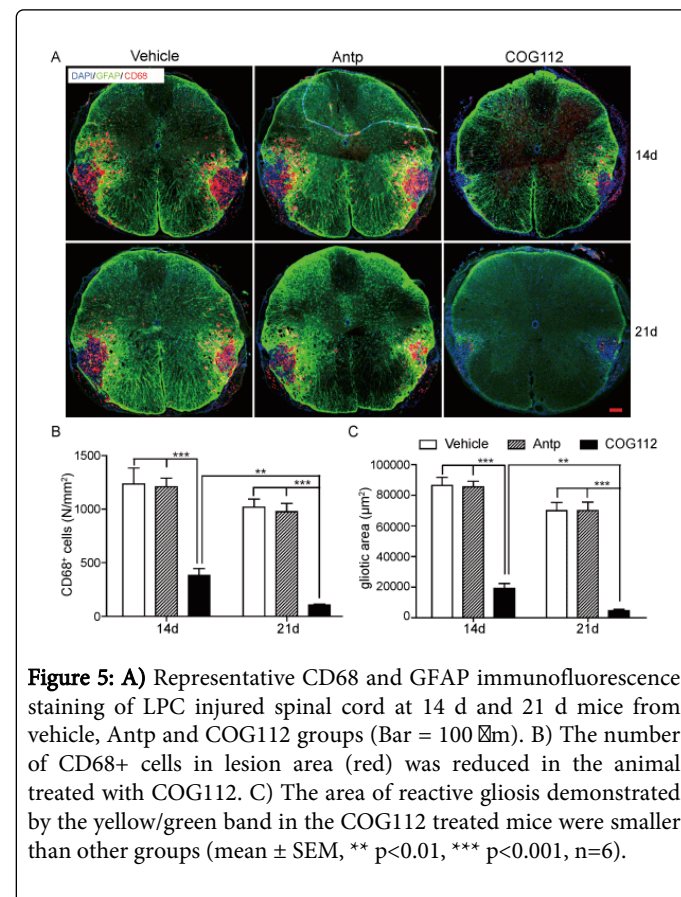 A Vehicle Antp COG112
DAPI/GFAP/CD68
14d
21d
B
1500
1000
500
0
CD68⁺ cells (N/mm²)
***
**
***
14d 21d
C
Vehicle Antp COG112
100000
80000
60000
40000
20000
0
gliotic area (µm²)
***
**
***
14d 21d
Figure 5: A) Representative CD68 and GFAP immunofluorescence
staining of LPC injured spinal cord at 14 d and 21 d mice from
vehicle, Antp and COG112 groups (Bar = 100 �m). B) The number
of CD68+ cells in lesion area (red) was reduced in the animal
treated with COG112. C) The area of reactive gliosis demonstrated
by the yellow/green band in the COG112 treated mice were smaller
than other groups (mean ± SEM, ** p<0.01, *** p<0.001, n=6).